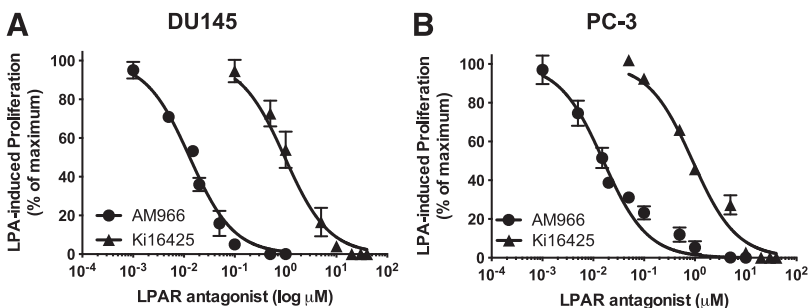 A
DU145
LPA-induced Proliferation
(% of maximum)
100
80
60
40
20
0
AM966
Ki16425
10-4
10-3
10-2
10-1
100
101
102
LPAR antagonist (log μM)
B
PC-3
LPA-induced Proliferation
(% of maximum)
100
80
60
40
20
0
AM966
Ki16425
10-4
10-3
10-2
10-1
100
101
102
LPAR antagonist (μM)